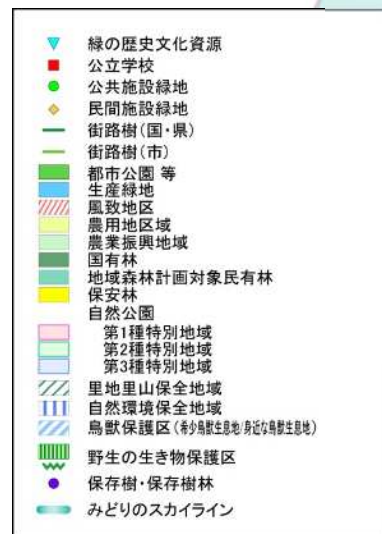 緑の歴史文化資源
公立学校
公共施設緑地
民間施設緑地
街路樹(国・県)
街路樹(市)
都市公園 等
生産緑地
風致地区
農用地区域
農業振興地域
国有林
地域森林計画対象民有林
保安林
自然公園
第1種特別地域
第2種特別地域
第3種特別地域
里地里山保全地域
自然環境保全地域
鳥獣保護区(希少鳥獣生息地/身近な鳥獣生息地)
野生の生き物保護区
保存樹・保存樹林
みどりのスカイライン